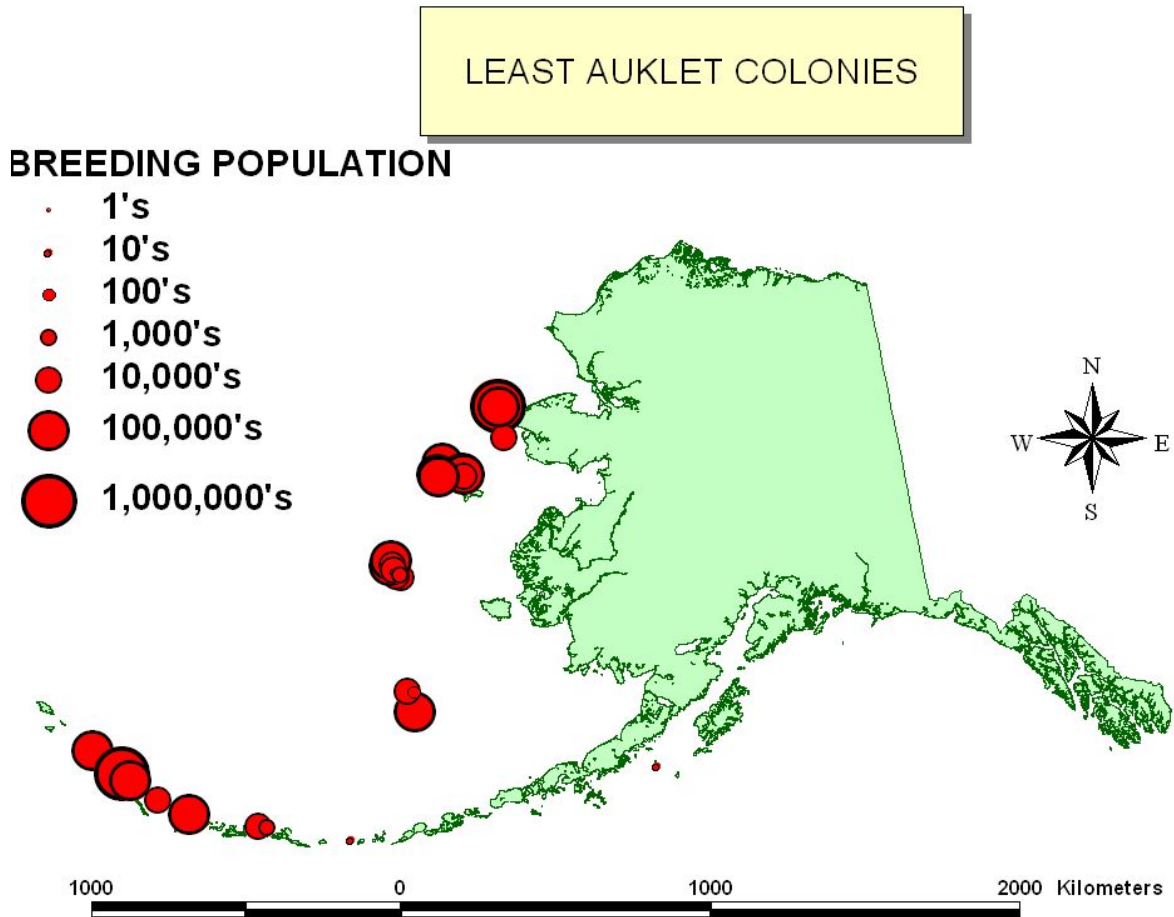 LEAST AUKLET COLONIES
BREEDING POPULATION
1's
10's
100's
1,000's
10,000's
100,000's
1,000,000's
N
W E
S
1000 0 1000 2000 Kilometers